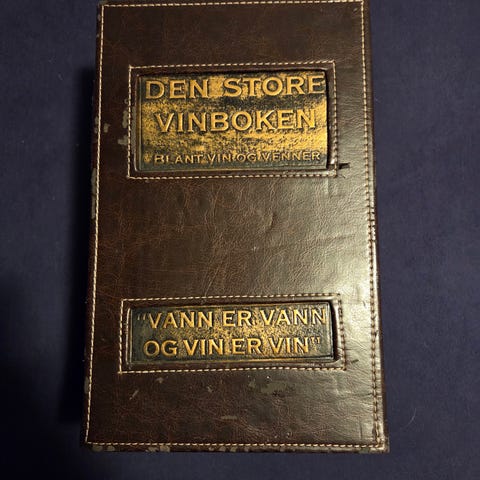 DEN STORE
VINBOKEN
"BLANT VIN OG VENNER
"VANN ER VANN
OG VIN ER VIN"